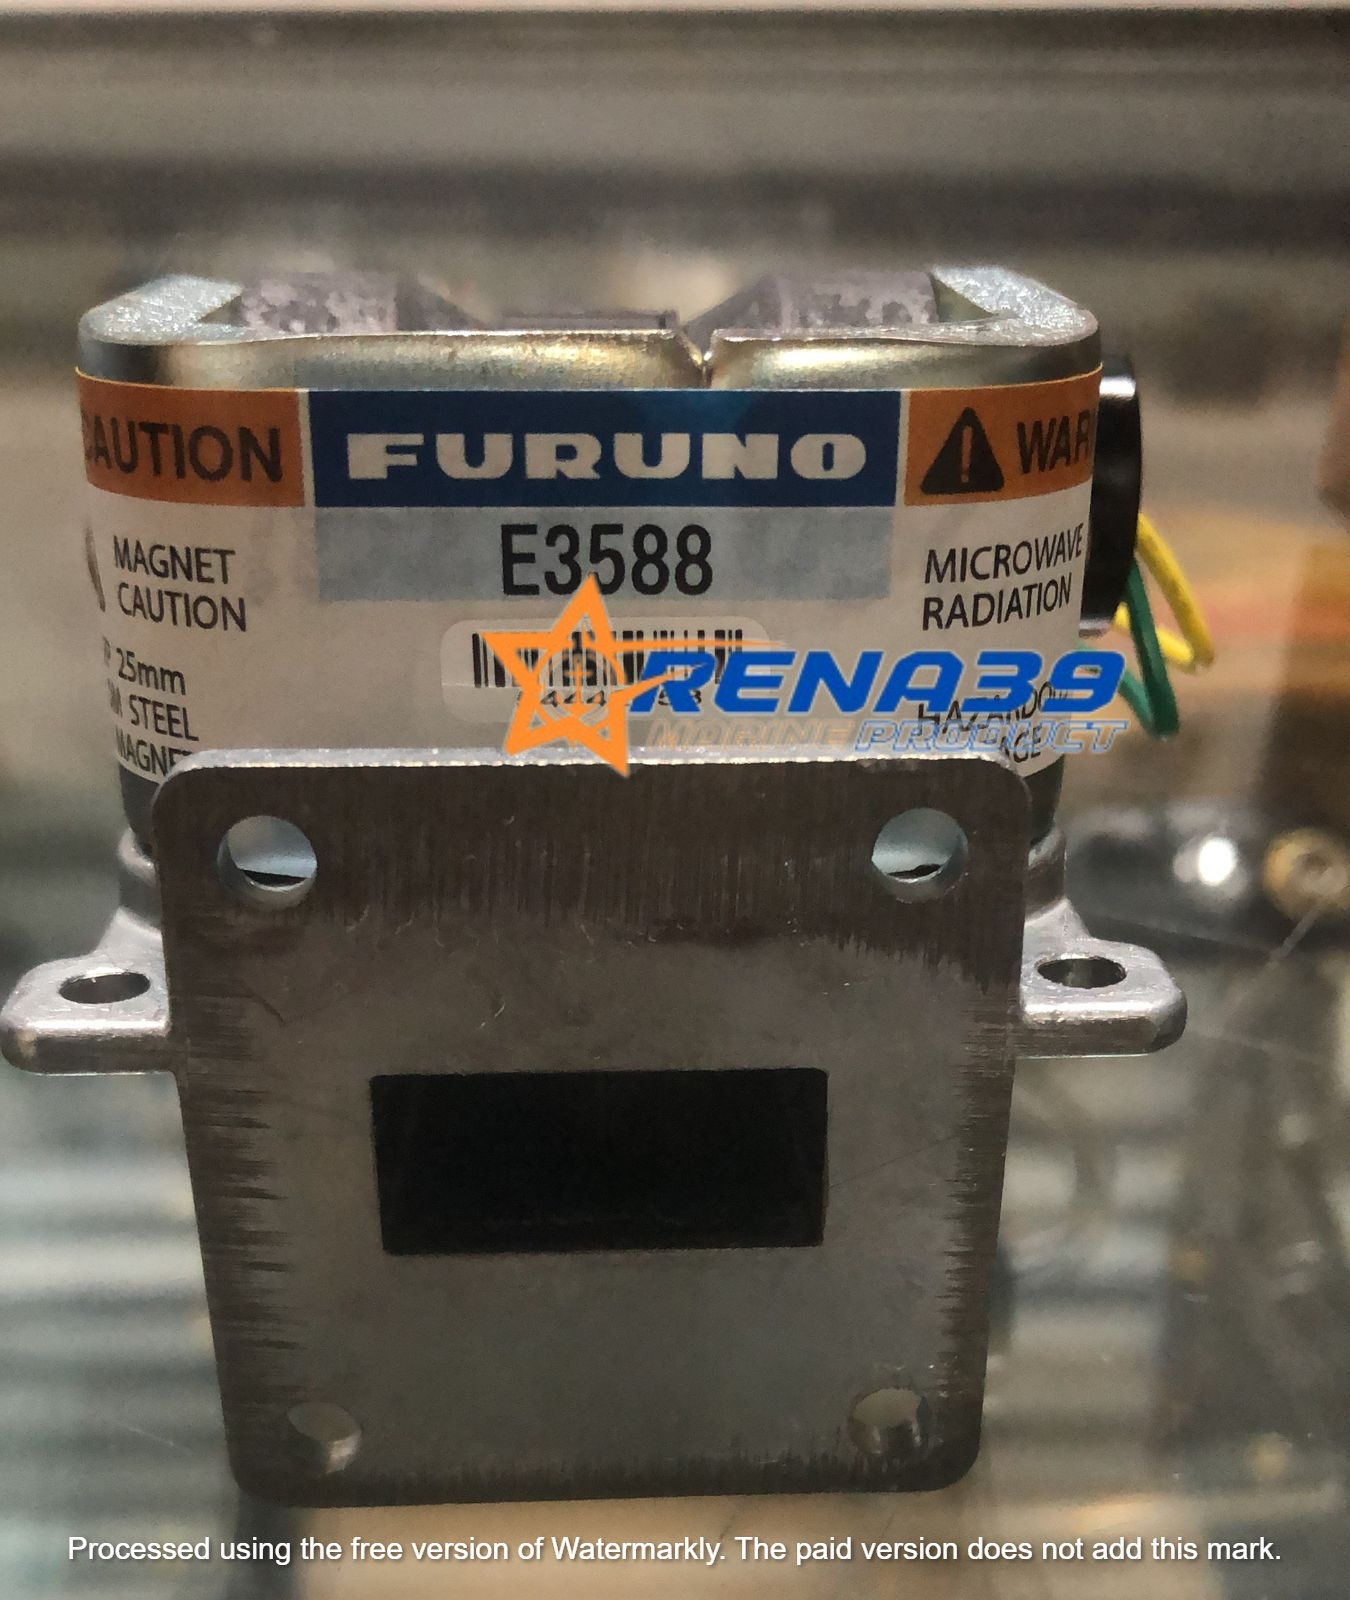 CAUTION
FURUNO
WAR
E3588
MAGNET
CAUTION
MICROWAVE
RADIATION
25mm
STEEL
RENA39
MARINE PRODUCT
Processed using the free version of Watermarkly. The paid version does not add this mark.